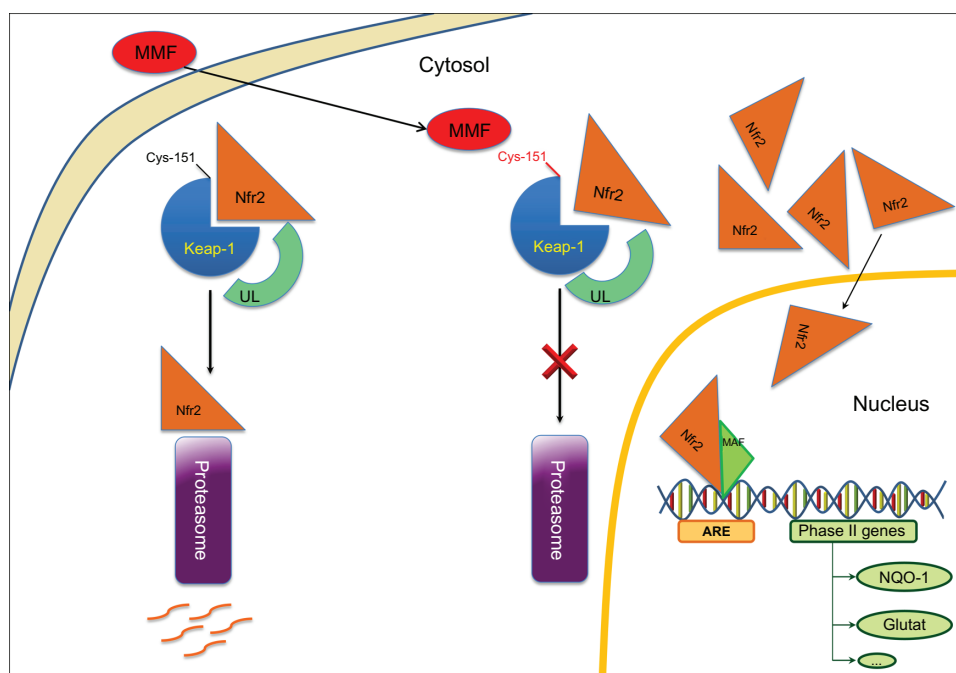 MMF
Cytosol
MMF
Cys-151
Nfr2
Keap-1
UL
Nfr2
Proteasome
Cys-151
Nfr2
Keap-1
UL
Proteasome
Nfr2
Nfr2
Nfr2
Nfr2
Nfr2
Nucleus
Nfr2
MAF
ARE
Phase II genes
NQO-1
Glutat
...